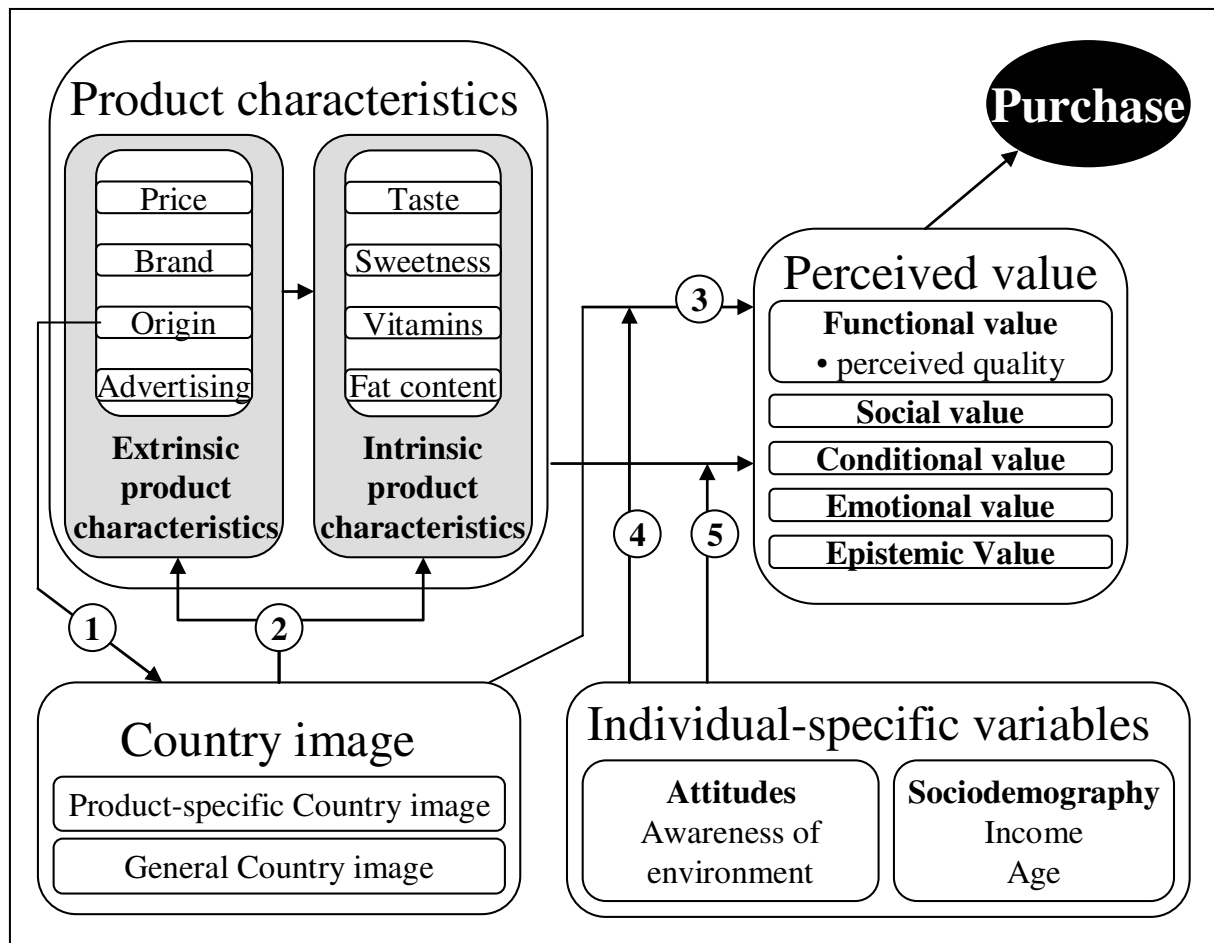 Product characteristics
Price
Brand
Origin
Advertising
Extrinsic
product
characteristics
Taste
Sweetness
Vitamins
Fat content
Intrinsic
product
characteristics
Purchase
Perceived value
Functional value
• perceived quality
Social value
Conditional value
Emotional value
Epistemic Value
1
2
3
4
5
Country image
Product-specific Country image
General Country image
Individual-specific variables
Attitudes
Awareness of
environment
Sociodemography
Income
Age